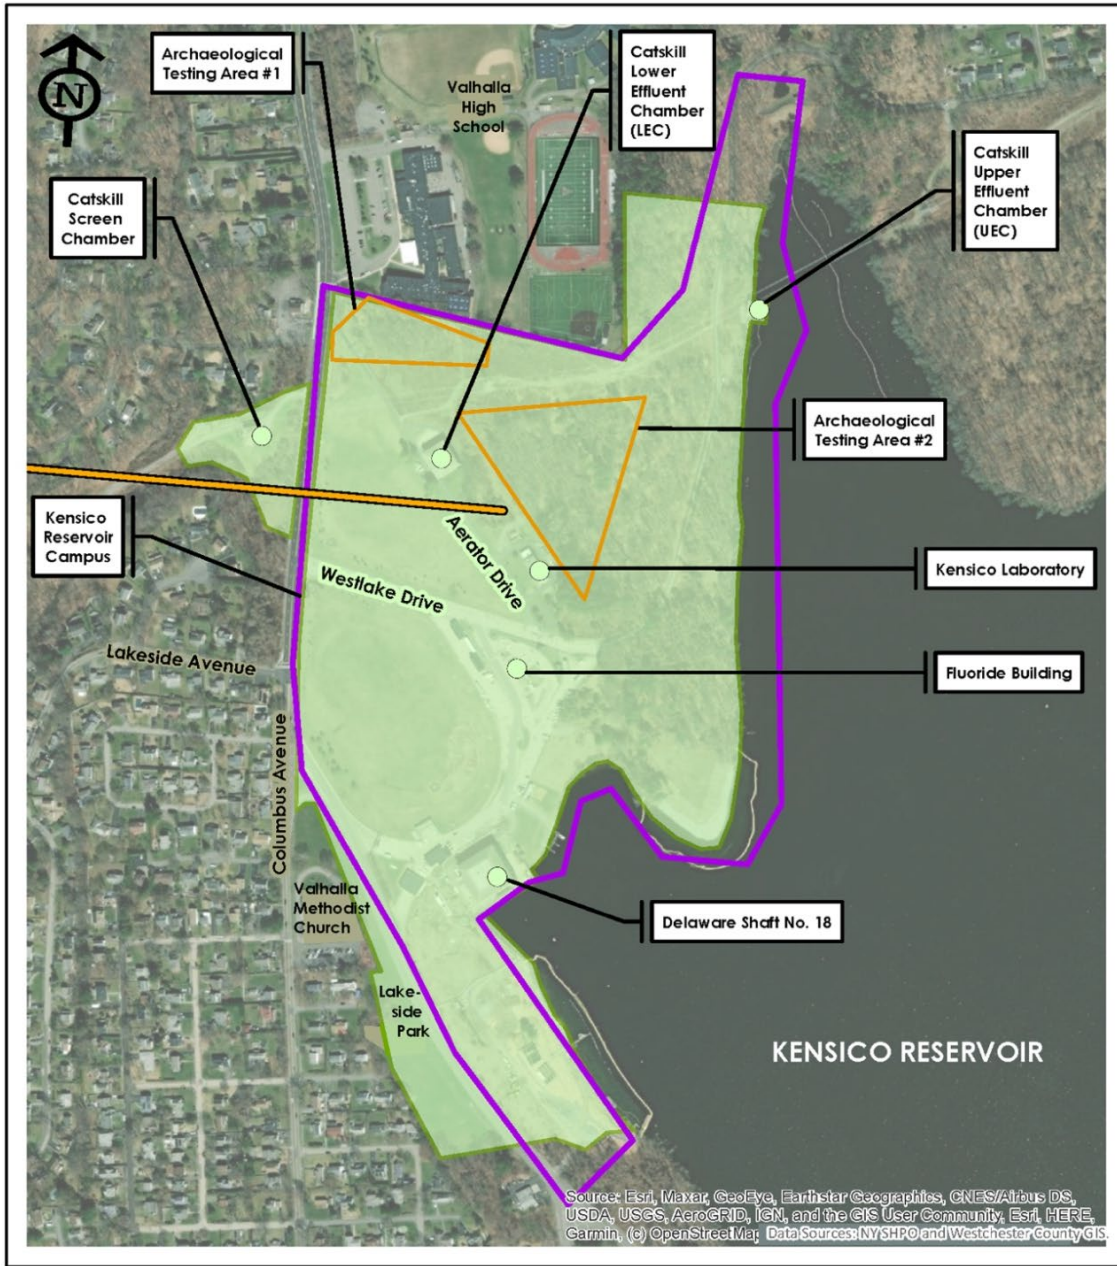 N
Archaeological
Testing Area #1
Valhalla
High
School
Catskill
Lower
Effluent
Chamber
(LEC)
Catskill
Upper
Effluent
Chamber
(UEC)
Catskill
Screen
Chamber
Archaeological
Testing Area #2
Kensico
Reservoir
Campus
Aerator Drive
Westlake Drive
Kensico Laboratory
Lakeside Avenue
Fluoride Building
Columbus Avenue
Valhalla
Methodist
Church
Delaware Shaft No. 18
Lake-
side
Park
KENSICO RESERVOIR
Source: Esri, Maxar, GeoEye, Earthstar Geographics, CNES/Airbus DS,
USDA, USGS, AeroGRID, IGN, and the GIS User Community, Esri, HERE,
Garmin, (c) OpenStreetMap Data Sources: NY SHPO and Westchester County GIS.